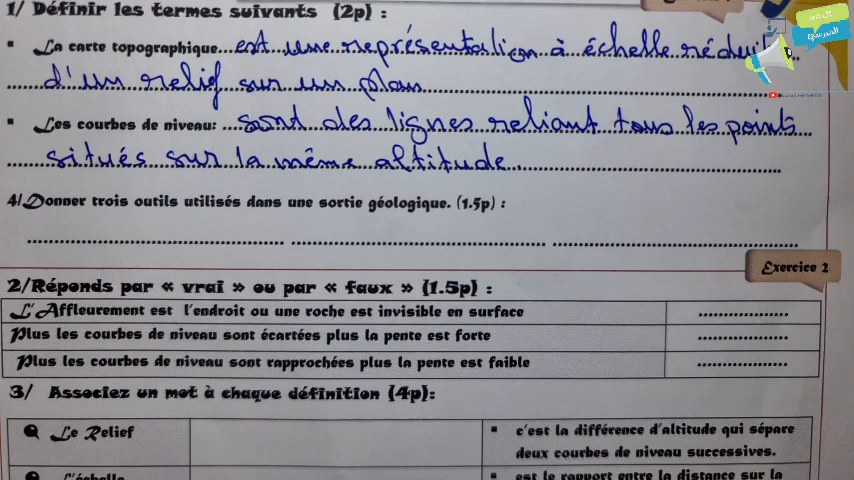 1/ Définir les termes suivants (2p) :
▪ La carte topographique...est une représentation à échelle rédui
d'un relief sur un plan
▪ Les courbes de niveau: ...sont des lignes reliant tous les points
situés sur la même altitude.
4/Donner trois outils utilisés dans une sortie géologique. (1.5p) :
Exercice 2
2/Réponds par « vrai » ou par « faux » (1.5p) :
L'Affleurement est l'endroit ou une roche est invisible en surface
Plus les courbes de niveau sont écartées plus la pente est forte
Plus les courbes de niveau sont rapprochées plus la pente est faible
3/ Associez un mot à chaque définition (4p):
Le Relief
▪ c'est la différence d'altitude qui sépare
deux courbes de niveau successives.
L'échelle
▪ est le rapport entre la distance sur la